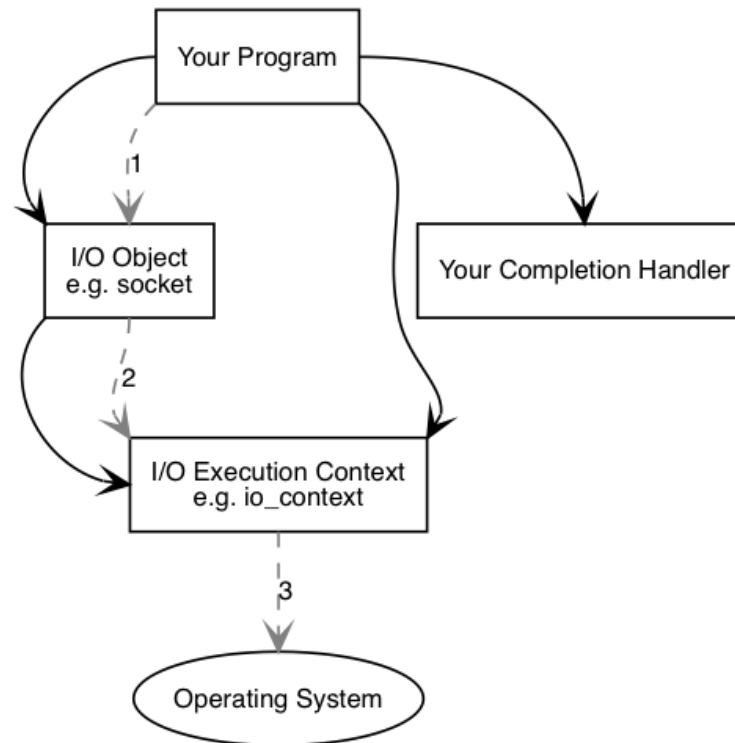 Your Program
1
I/O Object
e.g. socket
Your Completion Handler
2
I/O Execution Context
e.g. io_context
3
Operating System